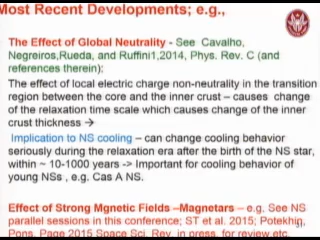 Most Recent Developments; e.g.,
The Effect of Global Neutrality - See Cavalho,
Negreiros,Rueda, and Ruffini1,2014, Phys. Rev. C (and
references therein):
The effect of local electric charge non-neutrality in the transition
region between the core and the inner crust – causes change
of the relaxation time scale which causes change of the inner
crust thickness →
Implication to NS cooling – can change cooling behavior
seriously during the relaxation era after the birth of the NS star,
within ~ 10-1000 years -> Important for cooling behavior of
young NSs , e.g. Cas A NS.
Effect of Strong Mgnetic Fields –Magnetars – e.g. See NS
parallel sessions in this conference; ST et al. 2015; Potekhin,
Pons, Page 2015 Space Sci. Rev. in press, for review,etc.